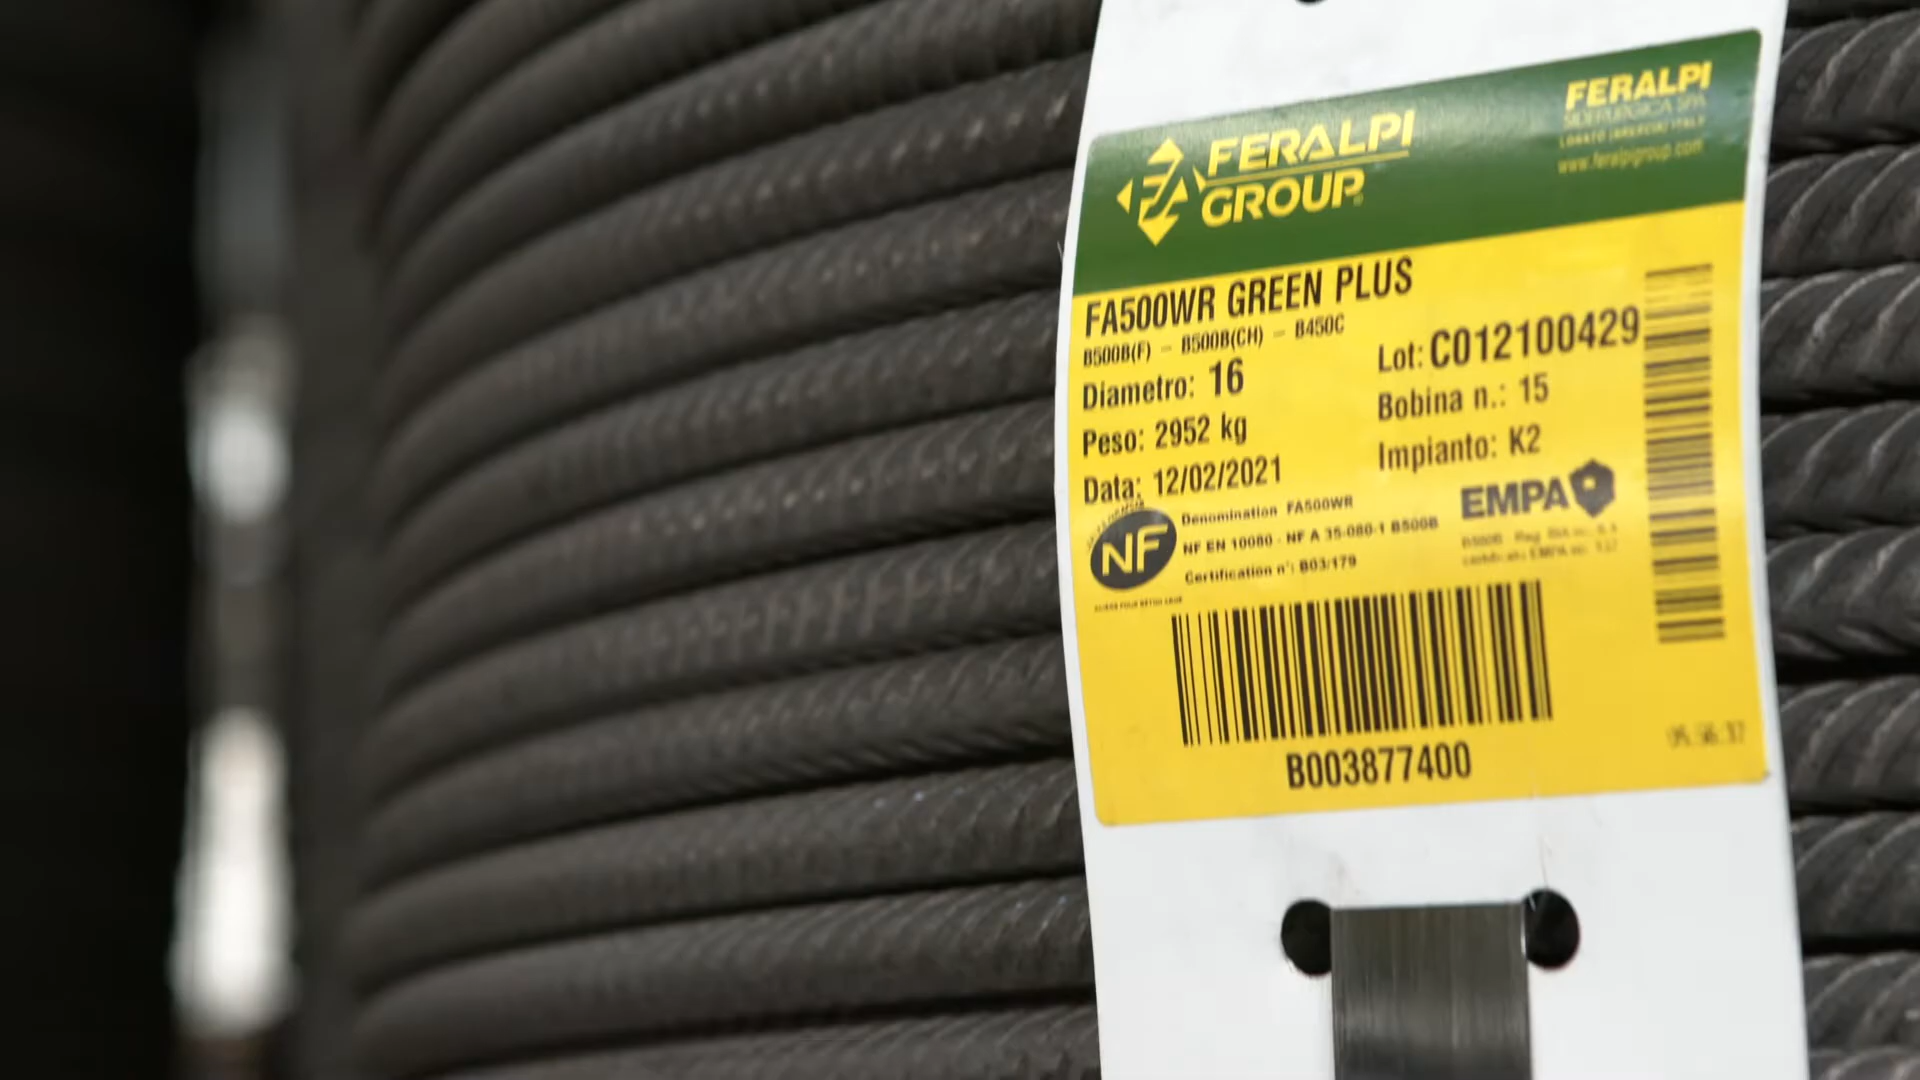 FERALPI
GROUP
FERALPI
SIDERURGICA SPA
LONATO (BRESCIA) ITALY
www.feralpigroup.com
FA500WR GREEN PLUS
B500B(F) – B500B(CH) – B450C
Diametro: 16
Lot: C012100429
Peso: 2952 kg
Bobina n.: 15
Data: 12/02/2021
Impianto: K2
NF
Denomination FA500WR
NF EN 10080 - NF A 35-080-1 B500B
Certification n°: B03/179
EMPA
B003877400